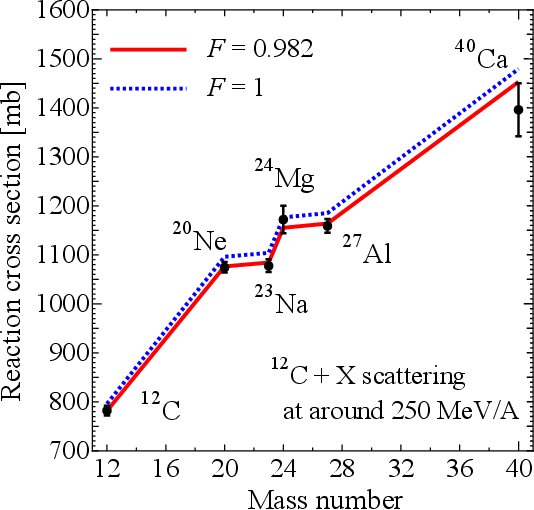 1600
1500
1400
1300
1200
1100
1000
900
800
700
Reaction cross section [mb]
F = 0.982
F = 1
⁴⁰Ca
²⁴Mg
²⁰Ne
²⁷Al
²³Na
¹²C
¹²C + X scattering
at around 250 MeV/A
12 16 20 24 28 32 36 40
Mass number